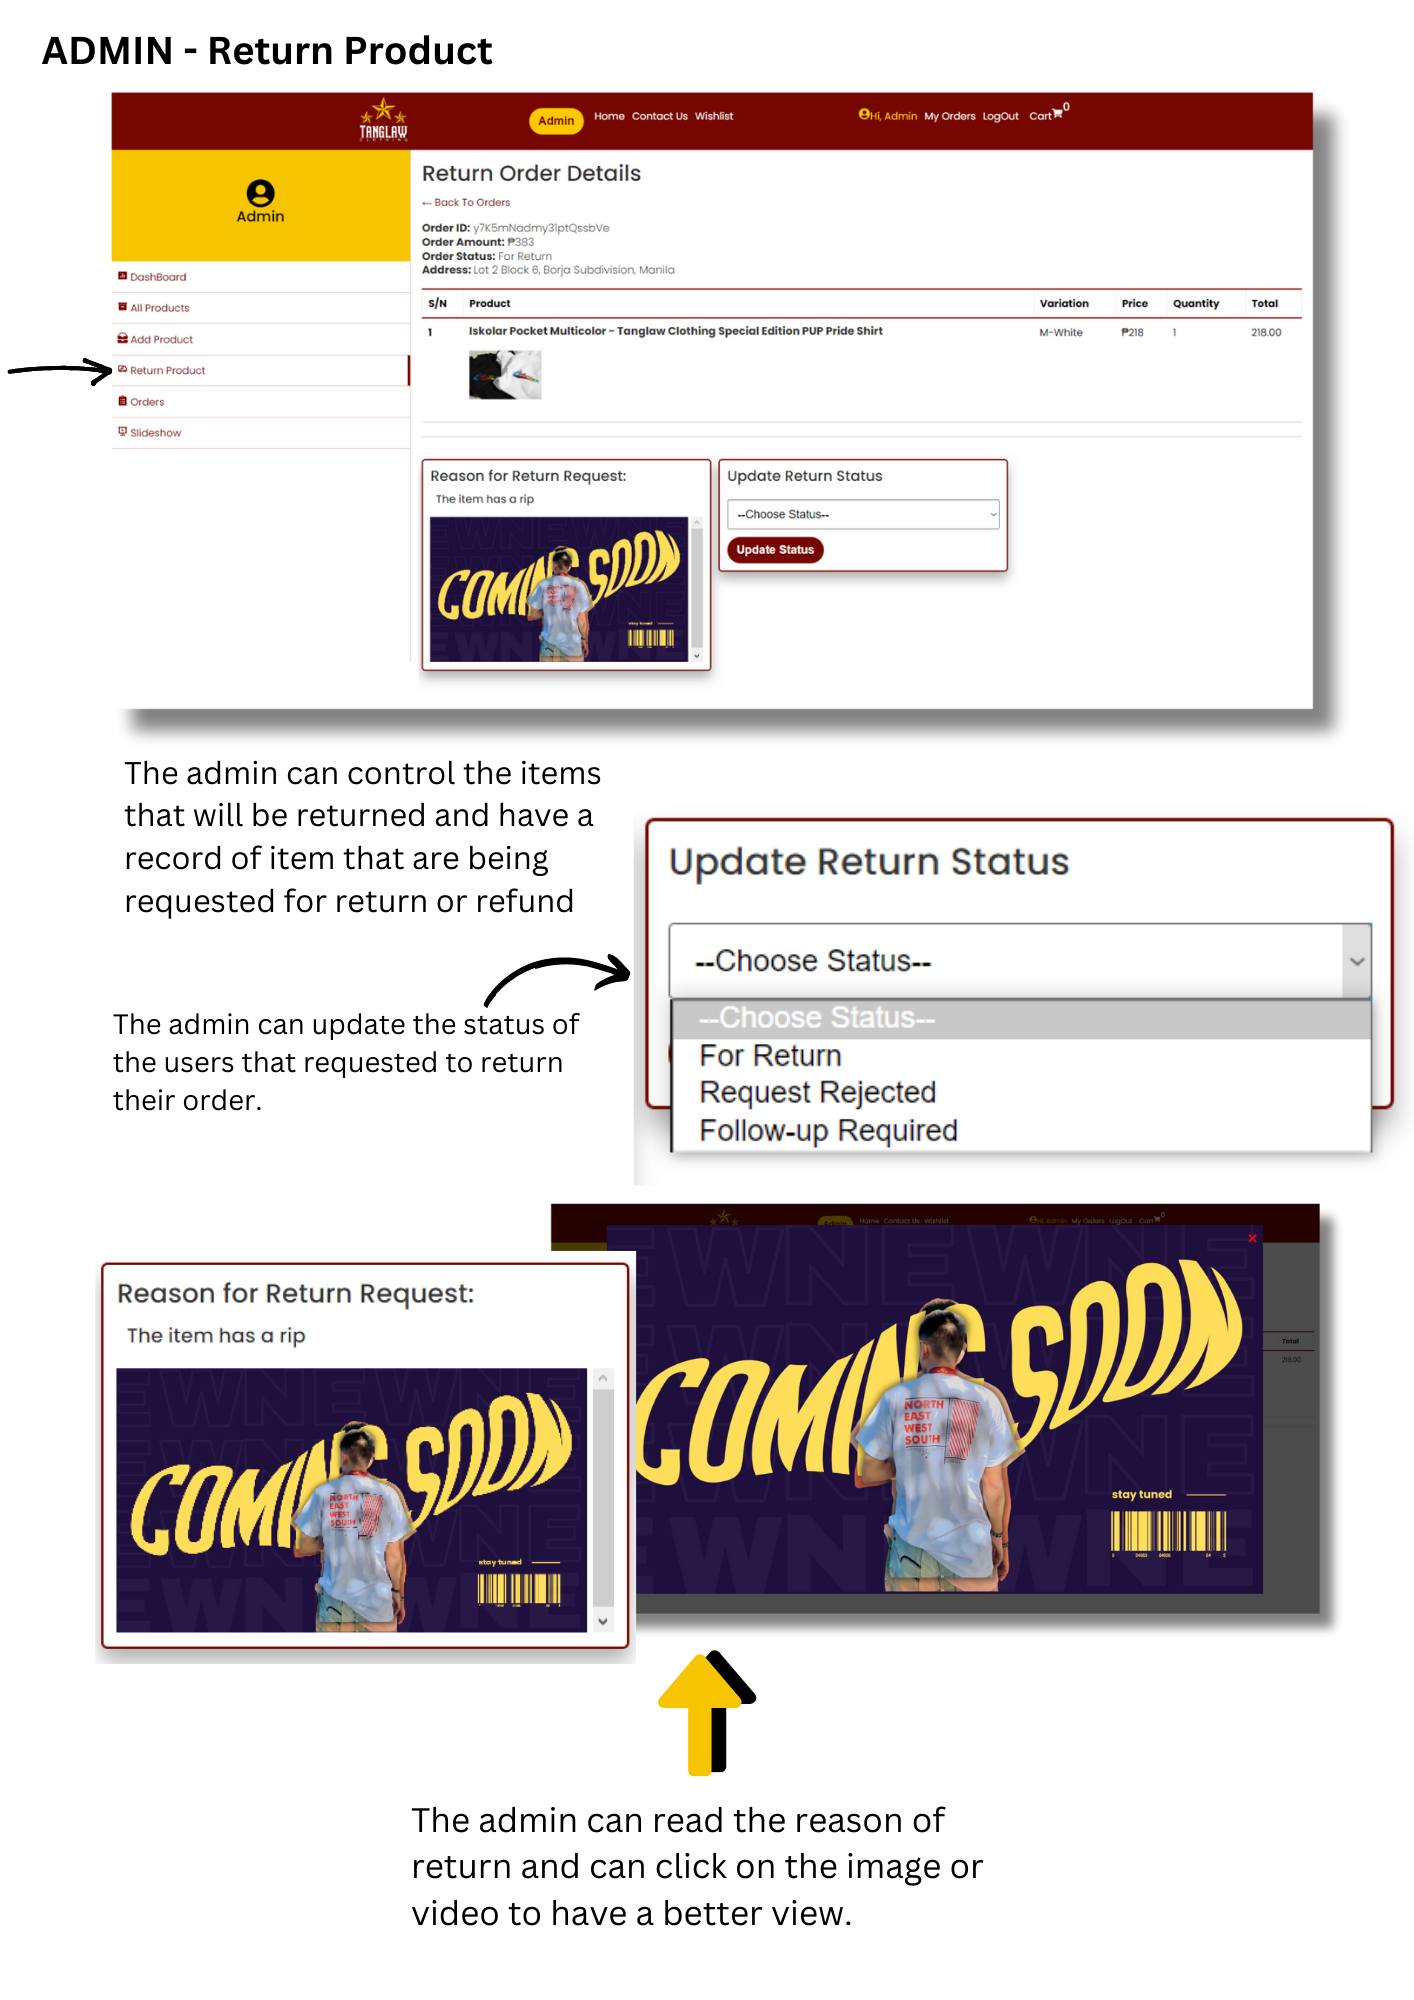 ADMIN - Return Product
TANGLAW
CLOTHING
Admin
Home Contact Us Wishlist
Hi, Admin My Orders LogOut Cart 0
Admin
DashBoard
All Products
Add Product
Return Product
Orders
Slideshow
Return Order Details
← Back To Orders
Order ID: y7K5mNadmy31ptQssbVe
Order Amount: ₱383
Order Status: For Return
Address: Lot 2 Block 6, Borja Subdivision, Manila
S/N Product Variation Price Quantity Total
1 Iskolar Pocket Multicolor - Tanglaw Clothing Special Edition PUP Pride Shirt M-White ₱218 1 218.00
Reason for Return Request:
The item has a rip
COMING SOON
stay tuned
Update Return Status
--Choose Status--
Update Status
The admin can control the items
that will be returned and have a
record of item that are being
requested for return or refund
The admin can update the status of
the users that requested to return
their order.
Update Return Status
--Choose Status--
--Choose Status--
For Return
Request Rejected
Follow-up Required
Reason for Return Request:
The item has a rip
COMING SOON
NORTH
EAST
WEST
SOUTH
stay tuned
Admin Home Contact Us Wishlist
Hi, Admin My Orders LogOut Cart 0
×
COMING SOON
NORTH
EAST
WEST
SOUTH
stay tuned
Total
218.00
The admin can read the reason of
return and can click on the image or
video to have a better view.